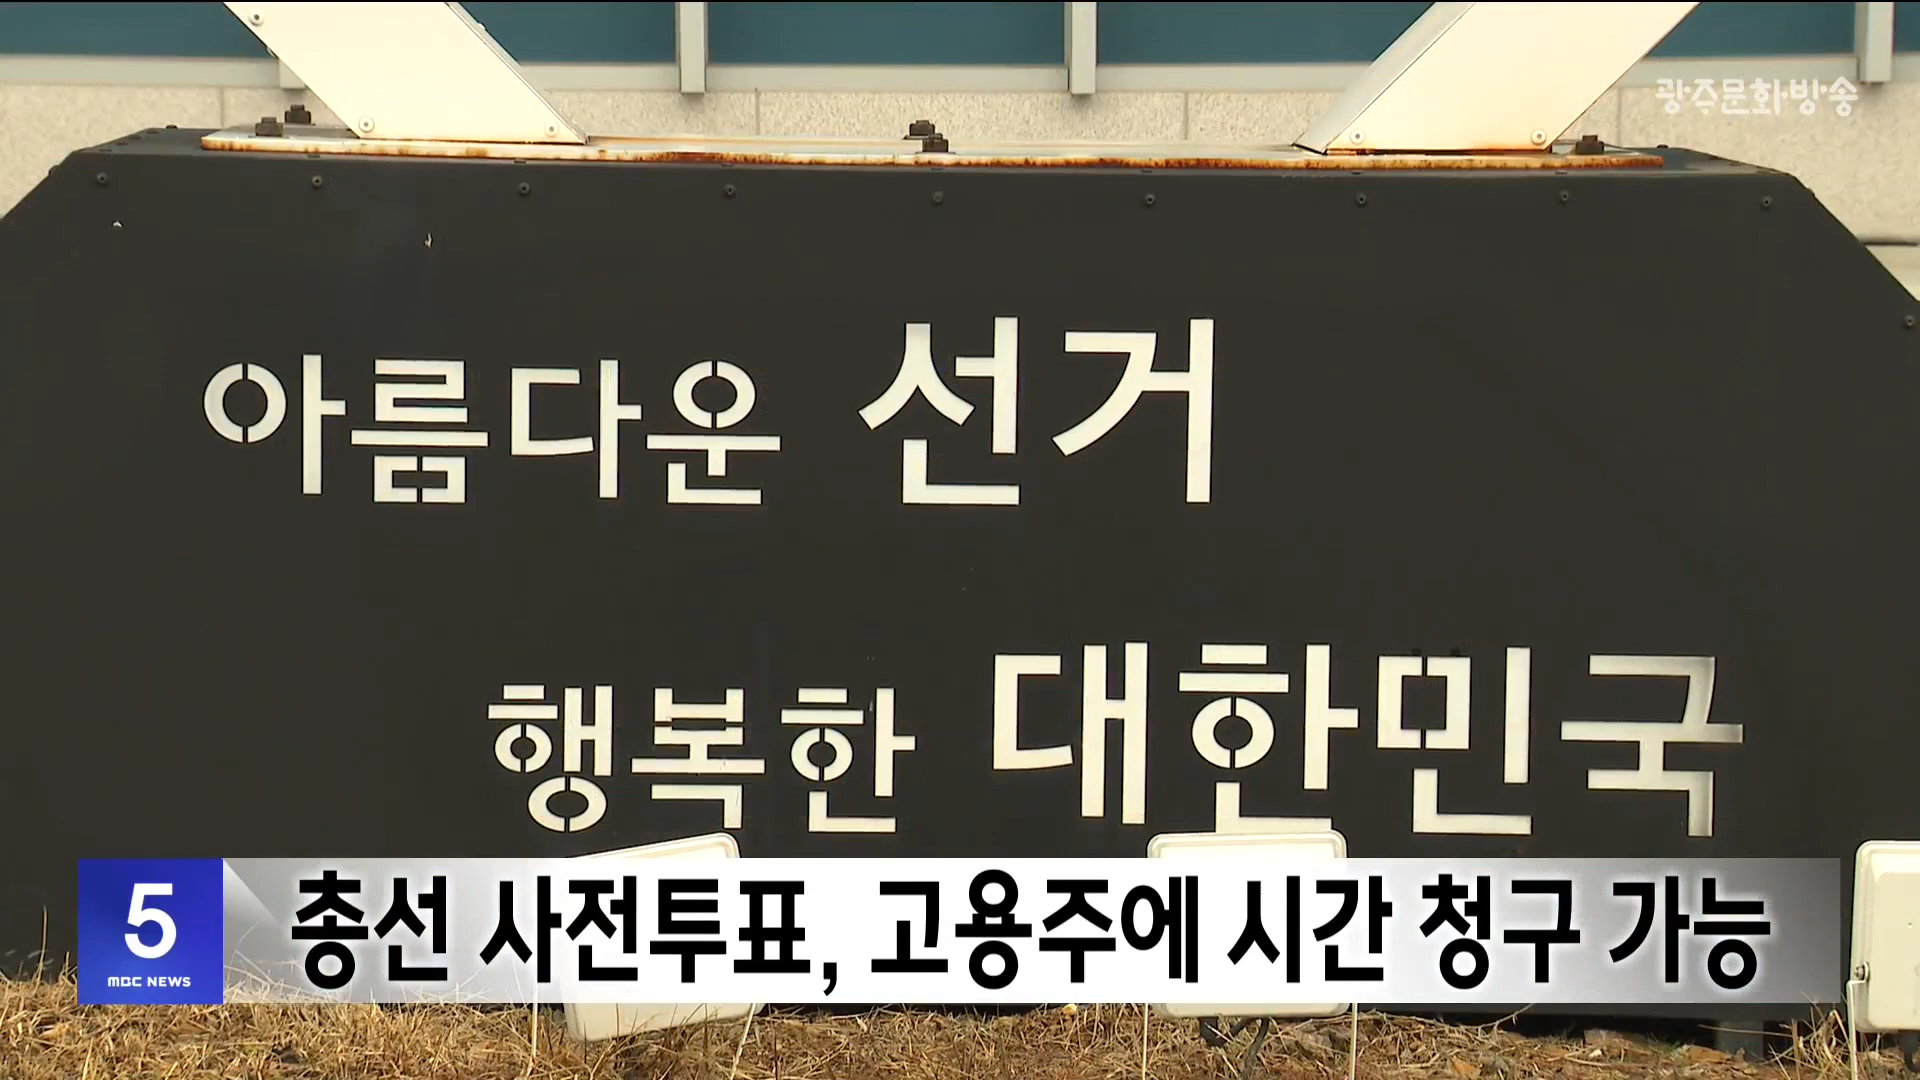 광주문화방송
아름다운 선거
행복한 대한민국
5
MBC NEWS
총선 사전투표, 고용주에 시간 청구 가능